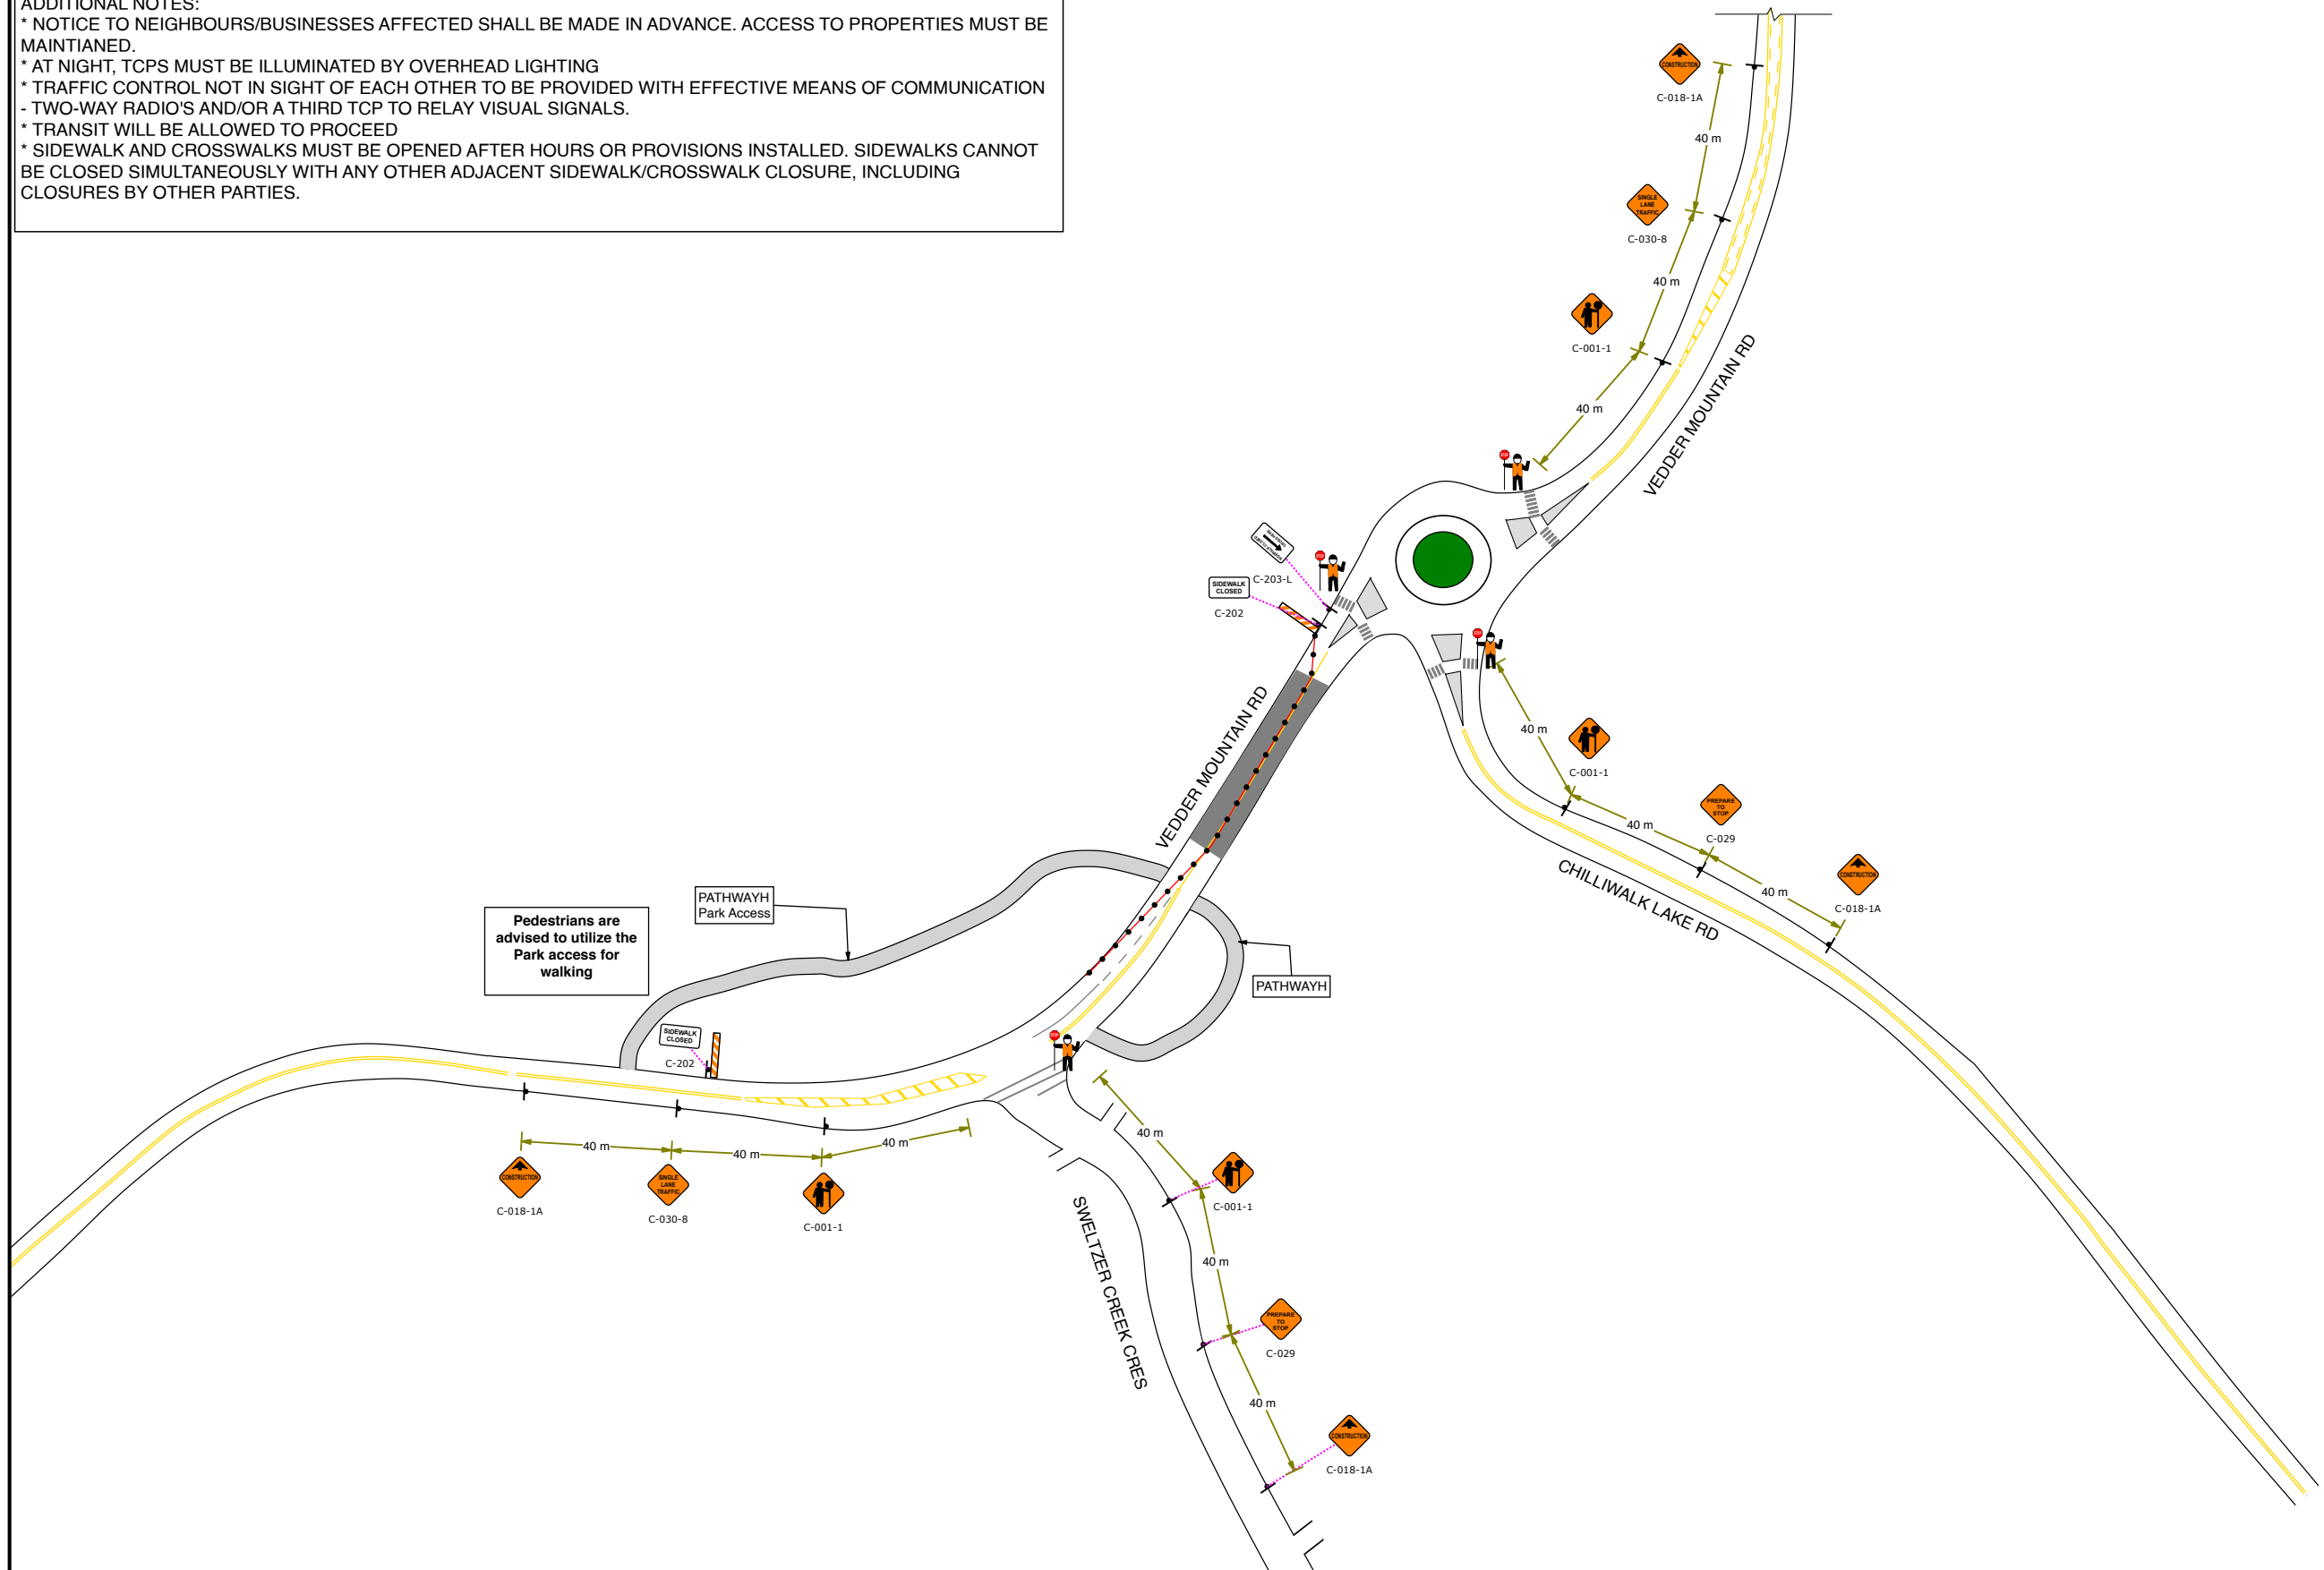 ADDITIONAL NOTES:
* NOTICE TO NEIGHBOURS/BUSINESSES AFFECTED SHALL BE MADE IN ADVANCE. ACCESS TO PROPERTIES MUST BE
MAINTIANED.
* AT NIGHT, TCPS MUST BE ILLUMINATED BY OVERHEAD LIGHTING
* TRAFFIC CONTROL NOT IN SIGHT OF EACH OTHER TO BE PROVIDED WITH EFFECTIVE MEANS OF COMMUNICATION
- TWO-WAY RADIO'S AND/OR A THIRD TCP TO RELAY VISUAL SIGNALS.
* TRANSIT WILL BE ALLOWED TO PROCEED
* SIDEWALK AND CROSSWALKS MUST BE OPENED AFTER HOURS OR PROVISIONS INSTALLED. SIDEWALKS CANNOT
BE CLOSED SIMULTANEOUSLY WITH ANY OTHER ADJACENT SIDEWALK/CROSSWALK CLOSURE, INCLUDING
CLOSURES BY OTHER PARTIES.
CONSTRUCTION
C-018-1A
40 m
SINGLE
LANE
TRAFFIC
C-030-8
40 m
C-001-1
40 m
VEDDER MOUNTAIN RD
STOP
STOP
SIDEWALK CLOSED
C-203-L
SIDEWALK
CLOSED
C-202
STOP
40 m
C-001-1
40 m
PREPARE
TO
STOP
C-029
40 m
CONSTRUCTION
C-018-1A
CHILLIWALK LAKE RD
VEDDER MOUNTAIN RD
PATHWAYH
Park Access
Pedestrians are
advised to utilize the
Park access for
walking
PATHWAYH
SIDEWALK
CLOSED
C-202
STOP
40 m
40 m
40 m
CONSTRUCTION
C-018-1A
SINGLE
LANE
TRAFFIC
C-030-8
C-001-1
40 m
C-001-1
40 m
SWELTZER CREEK CRES
PREPARE
TO
STOP
C-029
40 m
CONSTRUCTION
C-018-1A